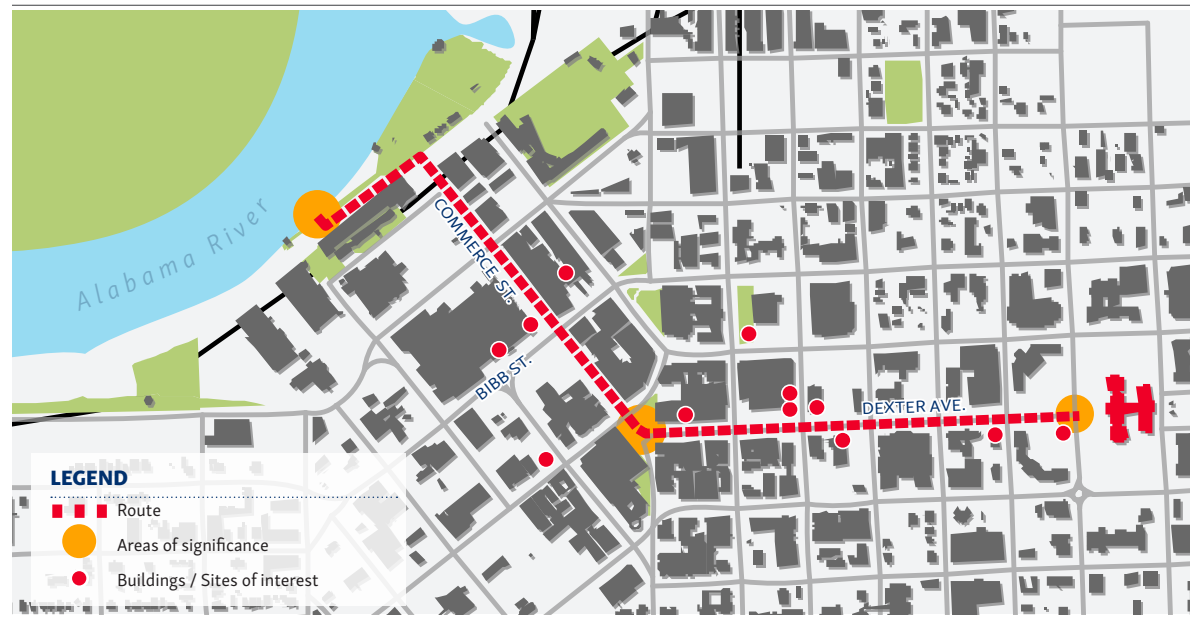 Alabama River
COMMERCE ST.
BIBB ST.
DEXTER AVE.
LEGEND
Route
Areas of significance
Buildings / Sites of interest